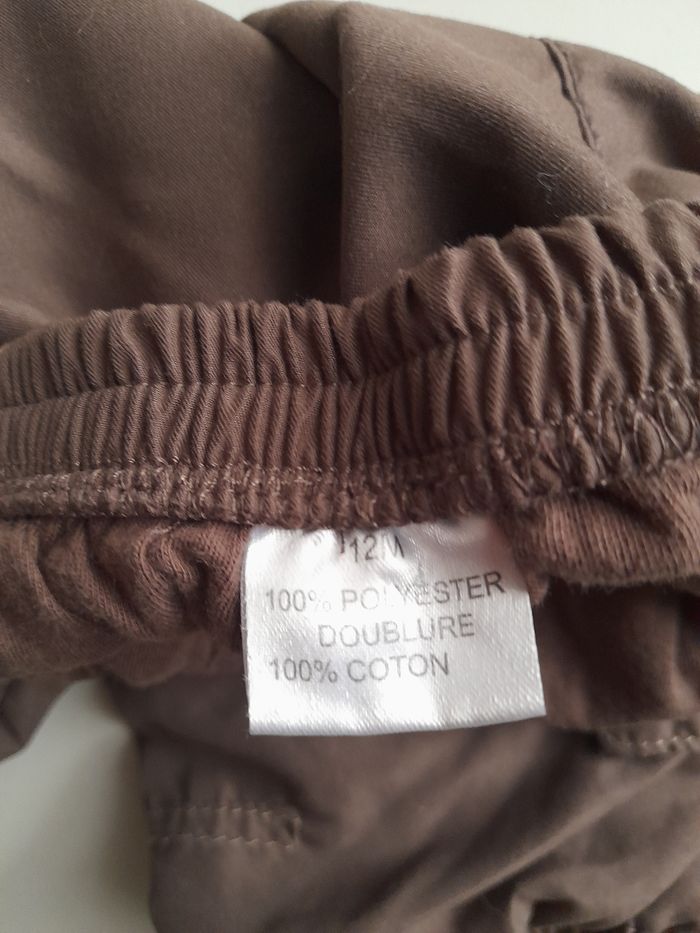 12M
100% POLYESTER
DOUBLURE
100% COTON